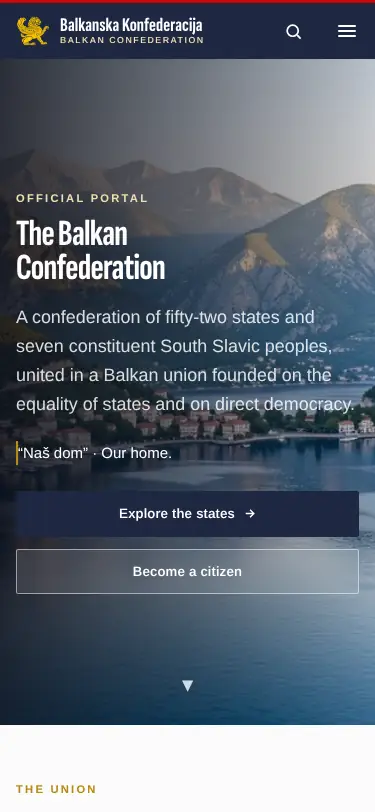 Balkanska Konfederacija
BALKAN CONFEDERATION
OFFICIAL PORTAL
The Balkan
Confederation
A confederation of fifty-two states and
seven constituent South Slavic peoples,
united in a Balkan union founded on the
equality of states and on direct democracy.
“Naš dom” · Our home.
Explore the states →
Become a citizen
THE UNION